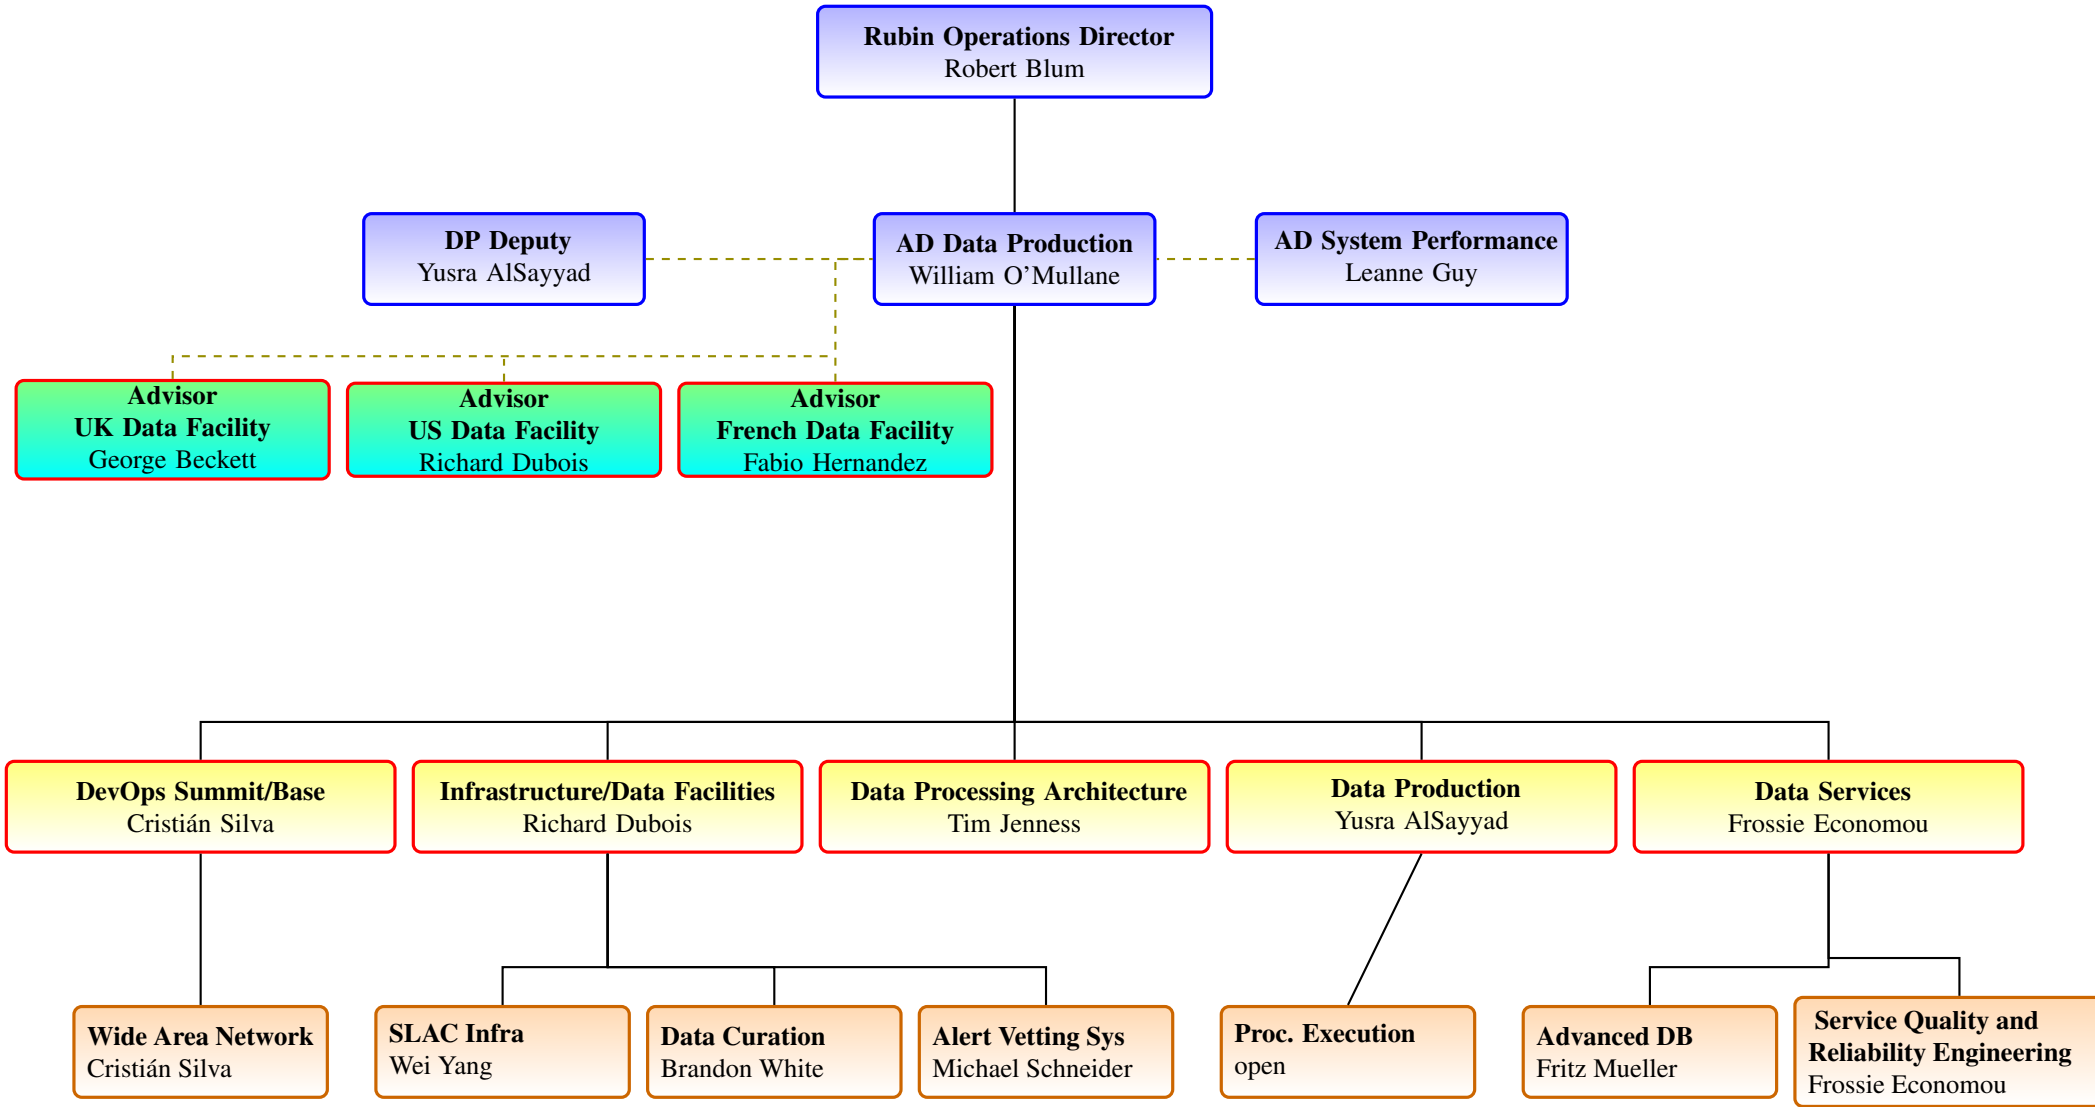 Rubin Operations Director
Robert Blum
DP Deputy
Yusra AlSayyad
AD Data Production
William O’Mullane
AD System Performance
Leanne Guy
Advisor
UK Data Facility
George Beckett
Advisor
US Data Facility
Richard Dubois
Advisor
French Data Facility
Fabio Hernandez
DevOps Summit/Base
Cristián Silva
Infrastructure/Data Facilities
Richard Dubois
Data Processing Architecture
Tim Jenness
Data Production
Yusra AlSayyad
Data Services
Frossie Economou
Wide Area Network
Cristián Silva
SLAC Infra
Wei Yang
Data Curation
Brandon White
Alert Vetting Sys
Michael Schneider
Proc. Execution
open
Advanced DB
Fritz Mueller
Service Quality and
Reliability Engineering
Frossie Economou